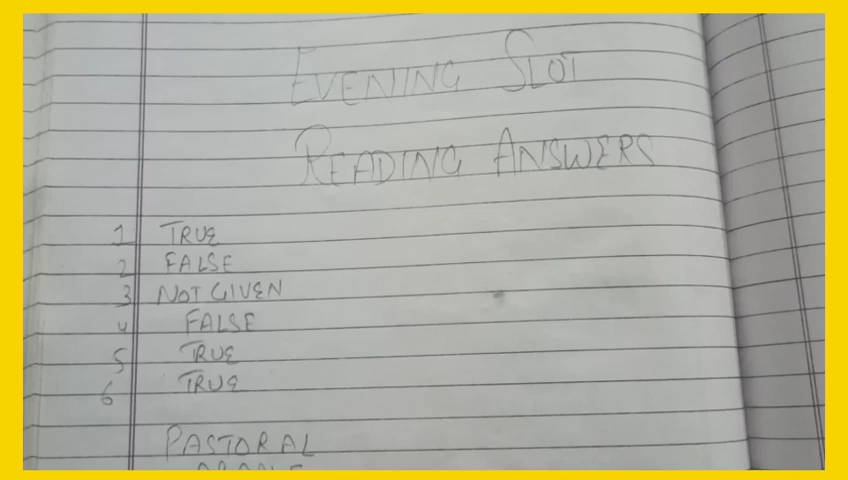 EVENING SLOT
READING ANSWERS
1 TRUE
2 FALSE
3 NOT GIVEN
4 FALSE
5 TRUE
6 TRUE
PASTORAL